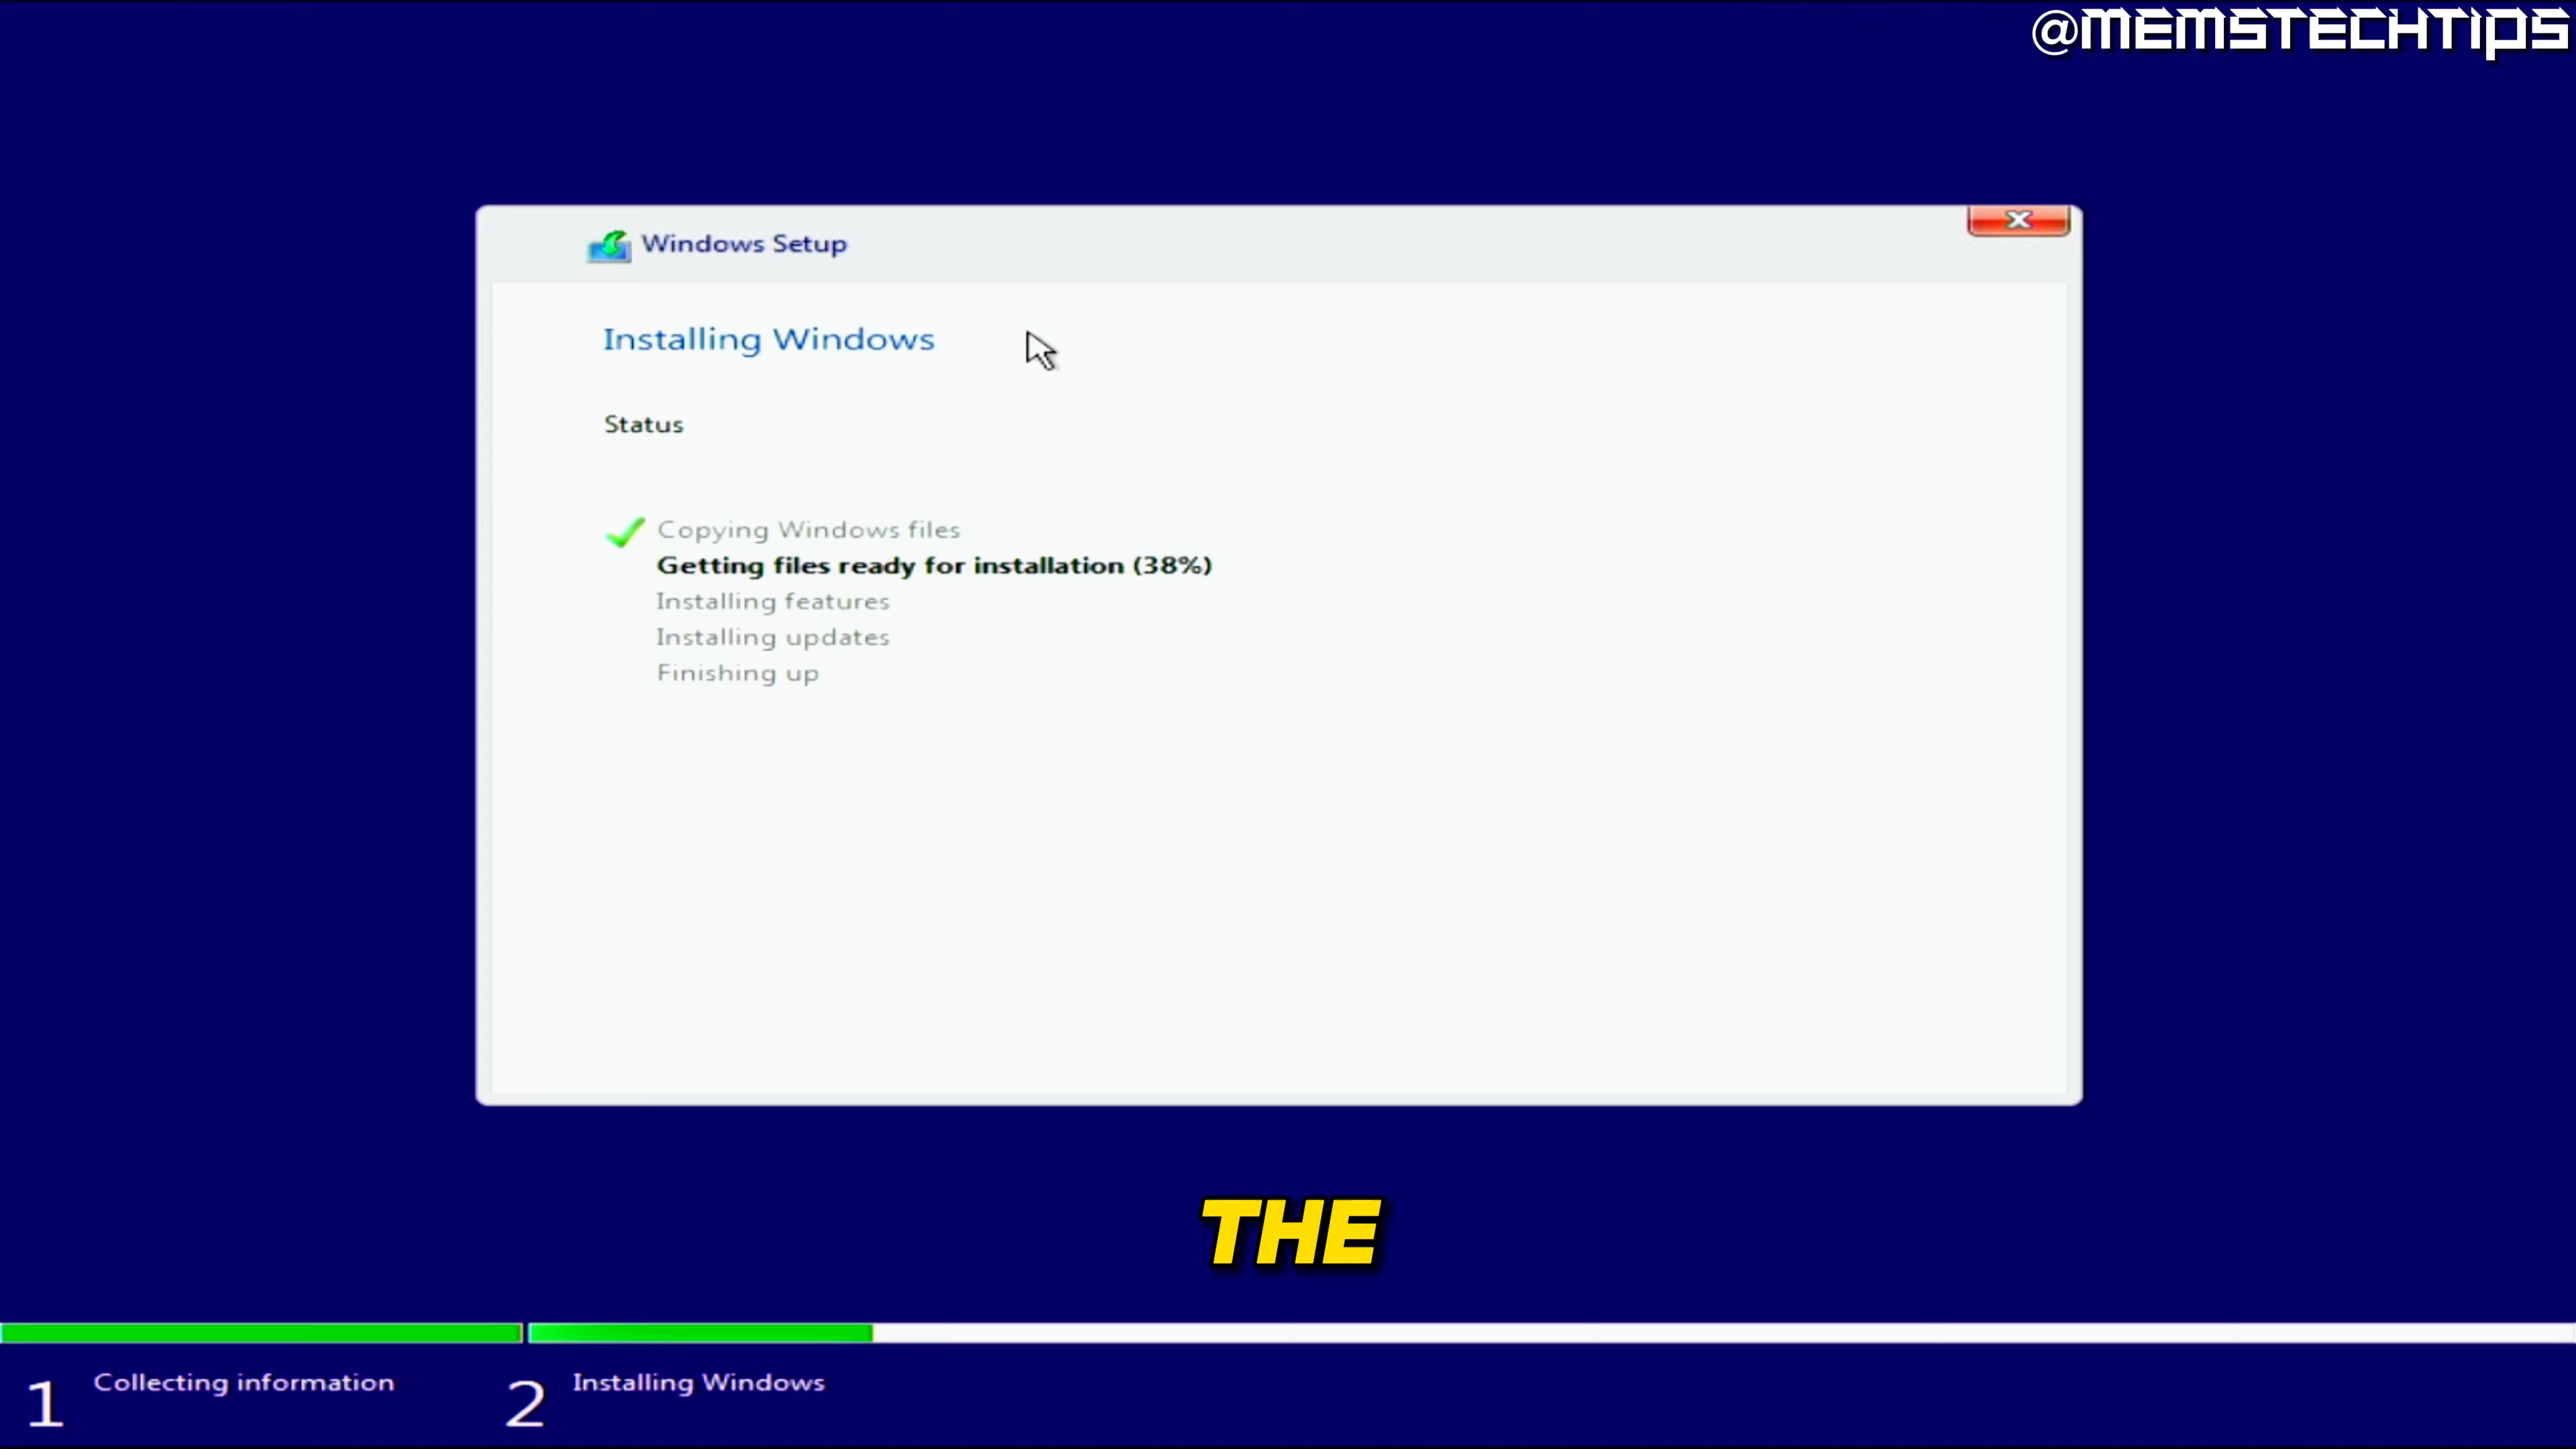 @MEMSTECHTIPS
Windows Setup
Installing Windows
Status
Copying Windows files
Getting files ready for installation (38%)
Installing features
Installing updates
Finishing up
THE
1 Collecting information
2 Installing Windows